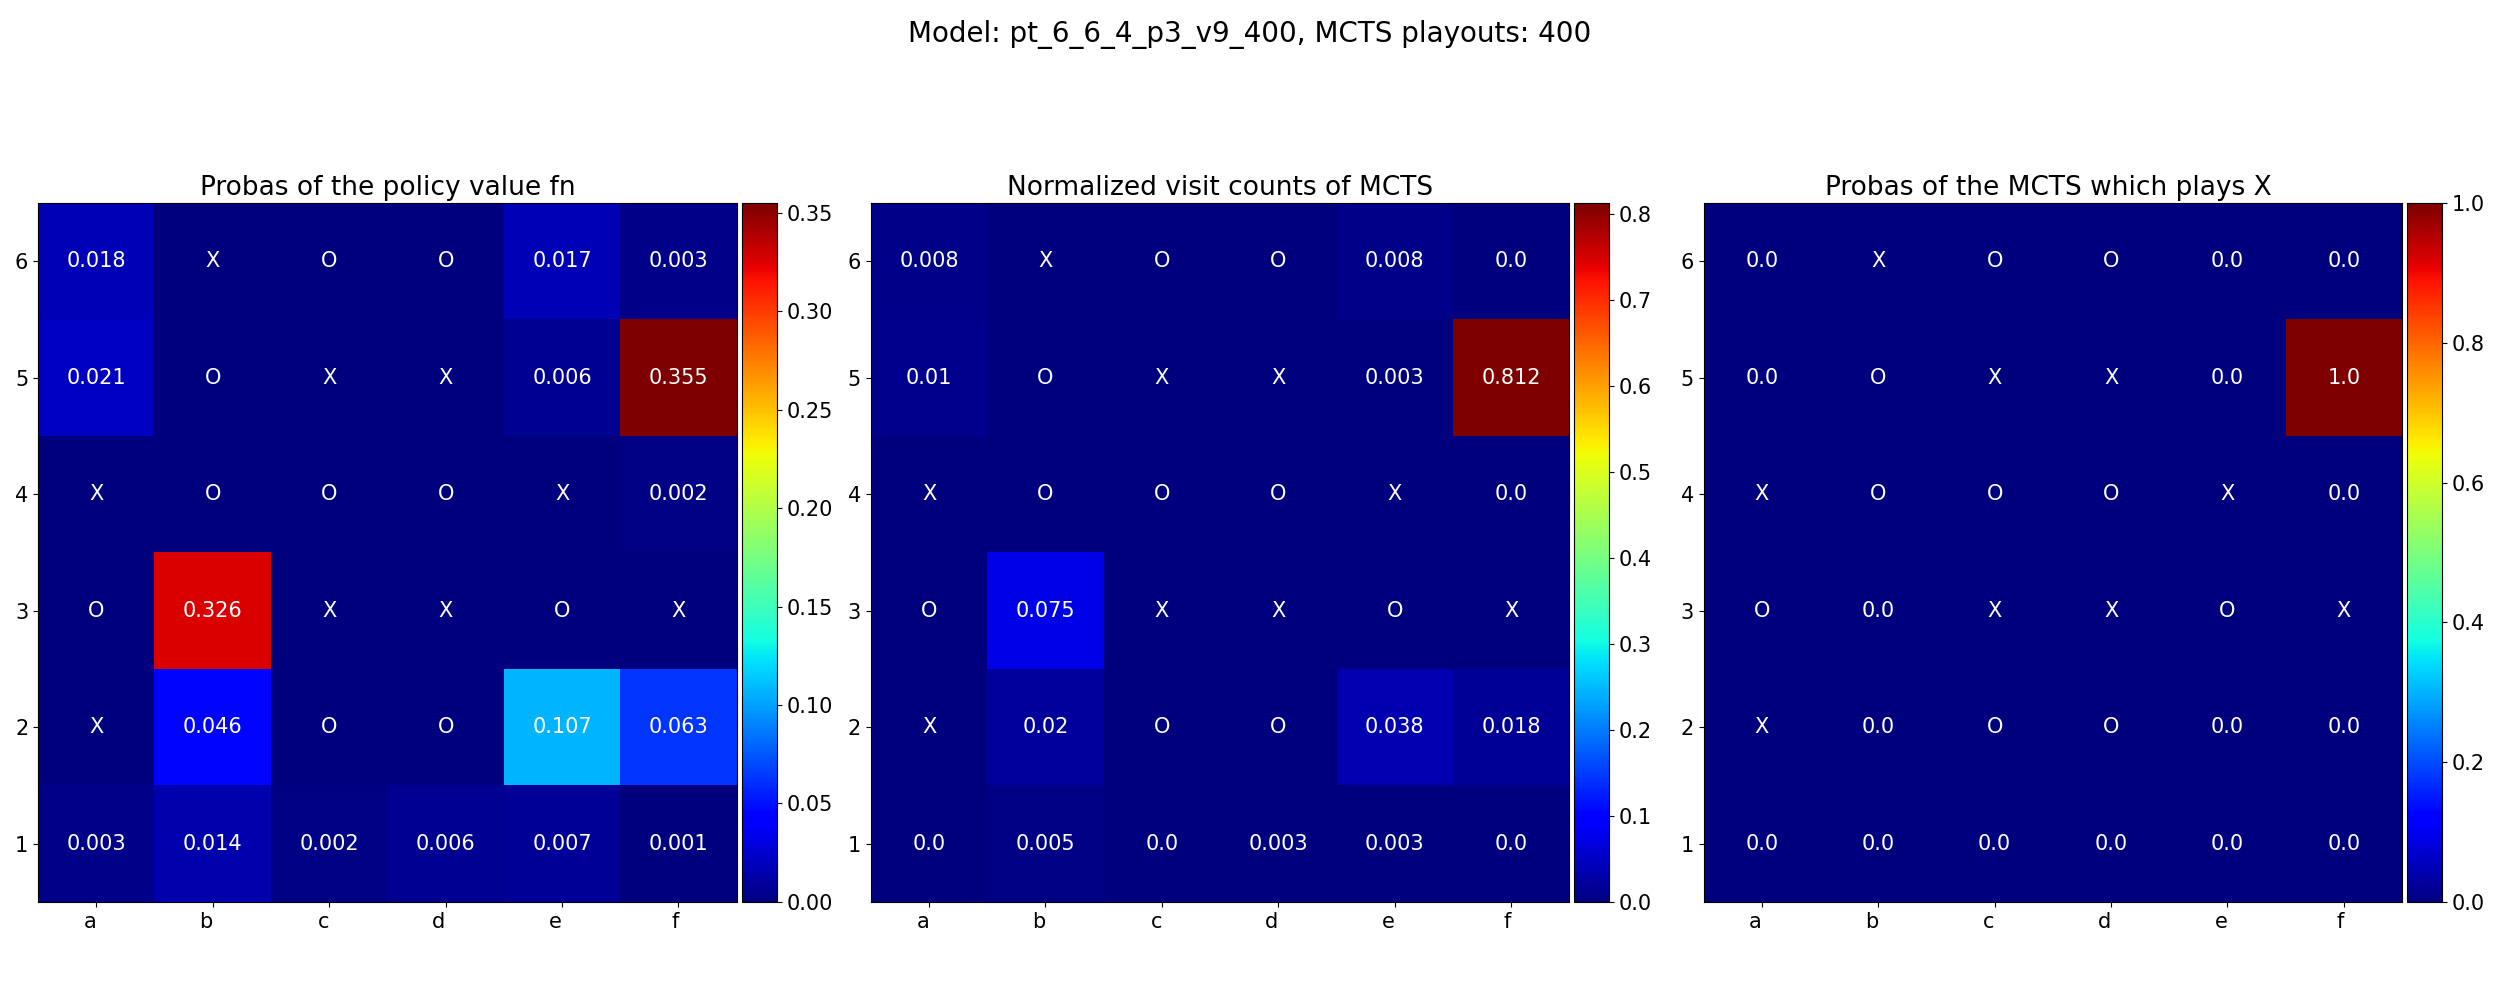 Model: pt_6_6_4_p3_v9_400, MCTS playouts: 400
Probas of the policy value fn
6 0.018 X O O 0.017 0.003
5 0.021 O X X 0.006 0.355
4 X O O O X 0.002
3 O 0.326 X X O X
2 X 0.046 O O 0.107 0.063
1 0.003 0.014 0.002 0.006 0.007 0.001
a b c d e f
0.35
0.30
0.25
0.20
0.15
0.10
0.05
0.00
Normalized visit counts of MCTS
6 0.008 X O O 0.008 0.0
5 0.01 O X X 0.003 0.812
4 X O O O X 0.0
3 O 0.075 X X O X
2 X 0.02 O O 0.038 0.018
1 0.0 0.005 0.0 0.003 0.003 0.0
a b c d e f
0.8
0.7
0.6
0.5
0.4
0.3
0.2
0.1
0.0
Probas of the MCTS which plays X
6 0.0 X O O 0.0 0.0
5 0.0 O X X 0.0 1.0
4 X O O O X 0.0
3 O 0.0 X X O X
2 X 0.0 O O 0.0 0.0
1 0.0 0.0 0.0 0.0 0.0 0.0
a b c d e f
1.0
0.8
0.6
0.4
0.2
0.0